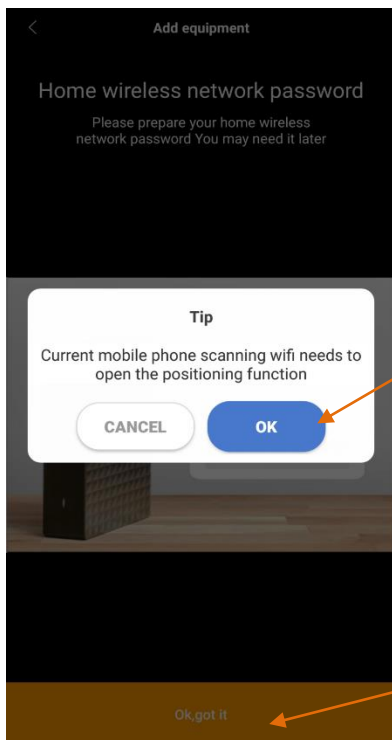 Add equipment
Home wireless network password
Please prepare your home wireless
network password You may need it later
Tip
Current mobile phone scanning wifi needs to
open the positioning function
CANCEL
OK
Ok,got it